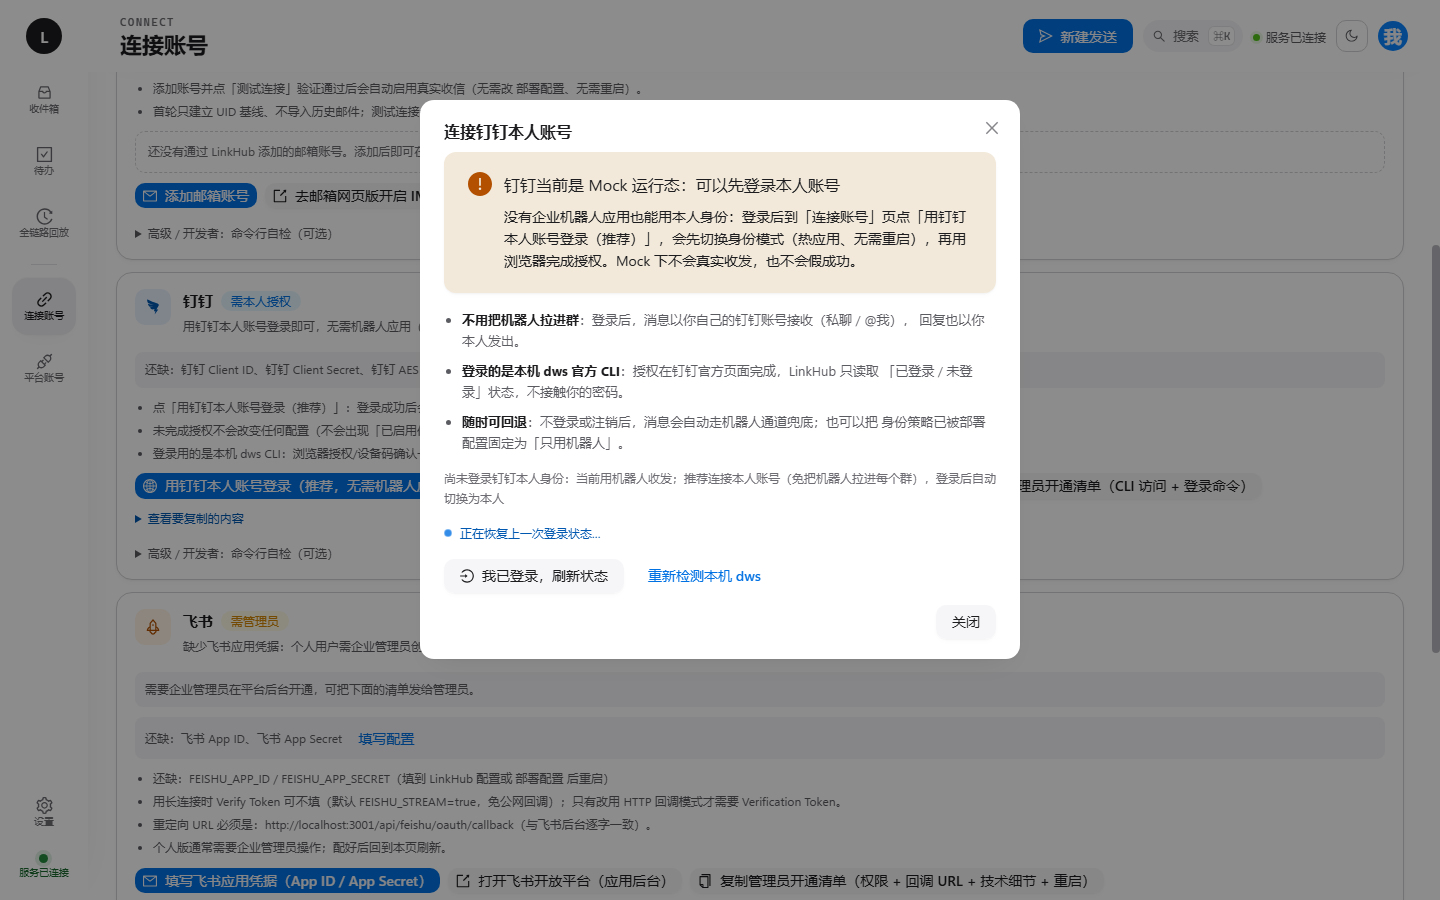 L
CONNECT
连接账号
新建发送
搜索
⌘K
服务已连接
我
收件箱
待办
全链路回放
连接账号
平台账号
设置
服务已连接
添加账号并点「测试连接」验证通过后会自动启用真实收信（无需改 部署配置、无需重启）。
首轮只建立 UID 基线、不导入历史邮件；测试连接
还没有通过 LinkHub 添加的邮箱账号。添加后即可在
添加邮箱账号
去邮箱网页版开启 IM
高级 / 开发者：命令行自检（可选）
钉钉
需本人授权
用钉钉本人账号登录即可，无需机器人应用（
还缺：钉钉 Client ID、钉钉 Client Secret、钉钉 AES
点「用钉钉本人账号登录（推荐）」：登录成功后会
未完成授权不会改变任何配置（不会出现「已启用但
登录用的是本机 dws CLI：浏览器授权/设备码确认
用钉钉本人账号登录（推荐，无需机器人应
理员开通清单（CLI 访问 + 登录命令）
查看要复制的内容
高级 / 开发者：命令行自检（可选）
飞书
需管理员
缺少飞书应用凭据：个人用户需企业管理员创
需要企业管理员在平台后台开通，可把下面的清单发给管理员。
还缺：飞书 App ID、飞书 App Secret
填写配置
还缺：FEISHU_APP_ID / FEISHU_APP_SECRET（填到 LinkHub 配置或 部署配置 后重启）
用长连接时 Verify Token 可不填（默认 FEISHU_STREAM=true，免公网回调）；只有改用 HTTP 回调模式才需要 Verification Token。
重定向 URL 必须是：http://localhost:3001/api/feishu/oauth/callback（与飞书后台逐字一致）。
个人版通常需要企业管理员操作；配好后回到本页刷新。
填写飞书应用凭据（App ID / App Secret）
打开飞书开放平台（应用后台）
复制管理员开通清单（权限 + 回调 URL + 技术细节 + 重启）
连接钉钉本人账号
钉钉当前是 Mock 运行态：可以先登录本人账号
没有企业机器人应用也能用本人身份：登录后到「连接账号」页点「用钉钉
本人账号登录（推荐）」，会先切换身份模式（热应用、无需重启），再用
浏览器完成授权。Mock 下不会真实收发，也不会假成功。
不用把机器人拉进群：登录后，消息以你自己的钉钉账号接收（私聊 / @我）， 回复也以你
本人发出。
登录的是本机 dws 官方 CLI：授权在钉钉官方页面完成，LinkHub 只读取 「已登录 / 未登
录」状态，不接触你的密码。
随时可回退：不登录或注销后，消息会自动走机器人通道兜底；也可以把 身份策略已被部署
配置固定为「只用机器人」。
尚未登录钉钉本人身份：当前用机器人收发；推荐连接本人账号（免把机器人拉进每个群），登录后自动
切换为本人
正在恢复上一次登录状态...
我已登录，刷新状态
重新检测本机 dws
关闭